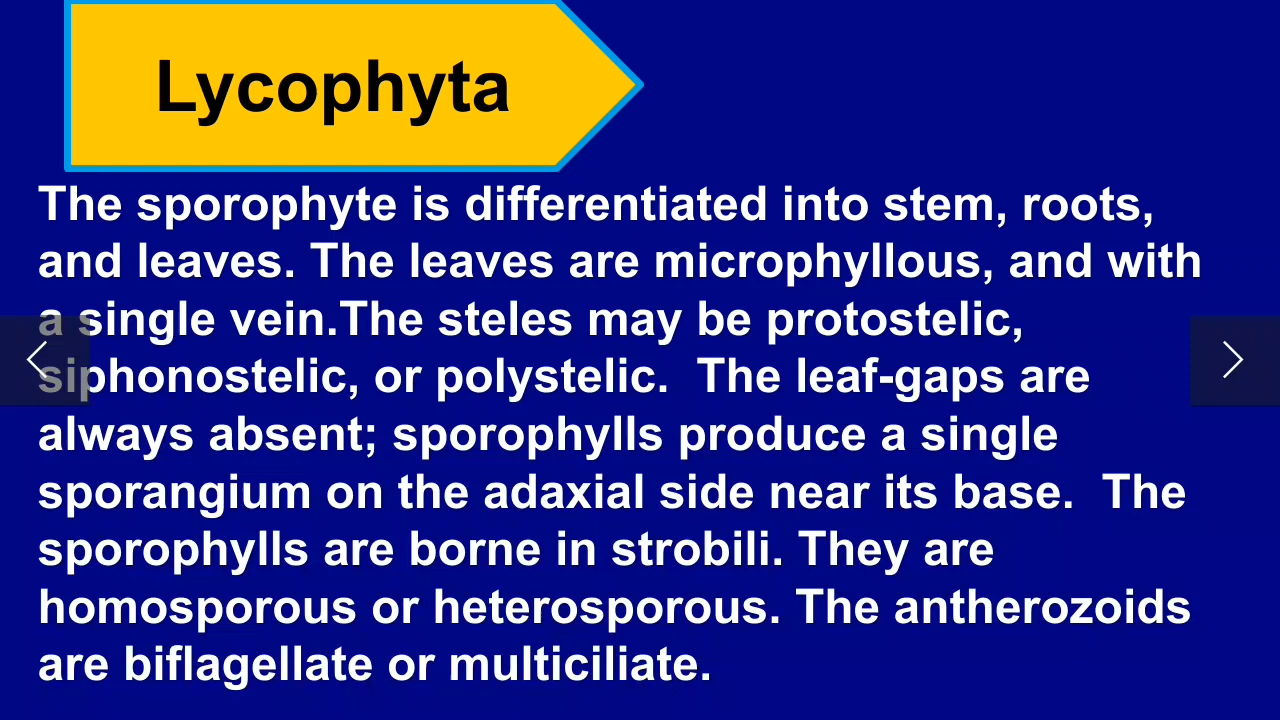 Lycophyta
The sporophyte is differentiated into stem, roots,
and leaves. The leaves are microphyllous, and with
a single vein.The steles may be protostelic,
siphonostelic, or polystelic.  The leaf-gaps are
always absent; sporophylls produce a single
sporangium on the adaxial side near its base.  The
sporophylls are borne in strobili. They are
homosporous or heterosporous. The antherozoids
are biflagellate or multiciliate.